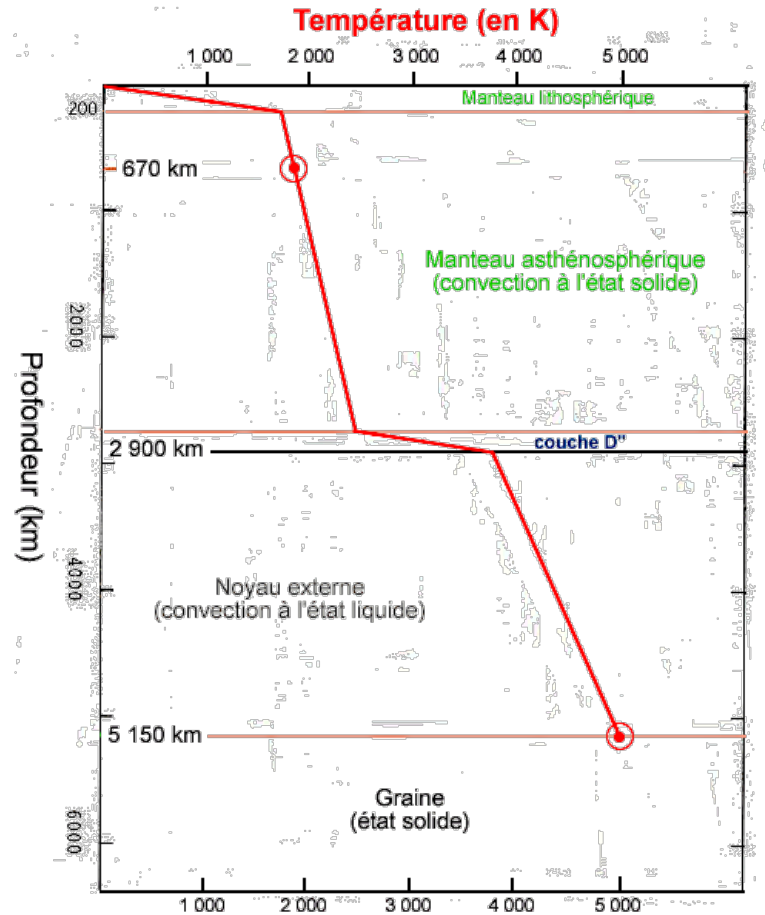 Température (en K)
1 000 2 000 3 000 4 000 5 000
Manteau lithosphérique
200
670 km
Manteau asthénosphérique
(convection à l'état solide)
2000
Profondeur (km)
couche D"
2 900 km
4000
Noyau externe
(convection à l'état liquide)
5 150 km
Graine
(état solide)
6000
1 000 2 000 3 000 4 000 5 000